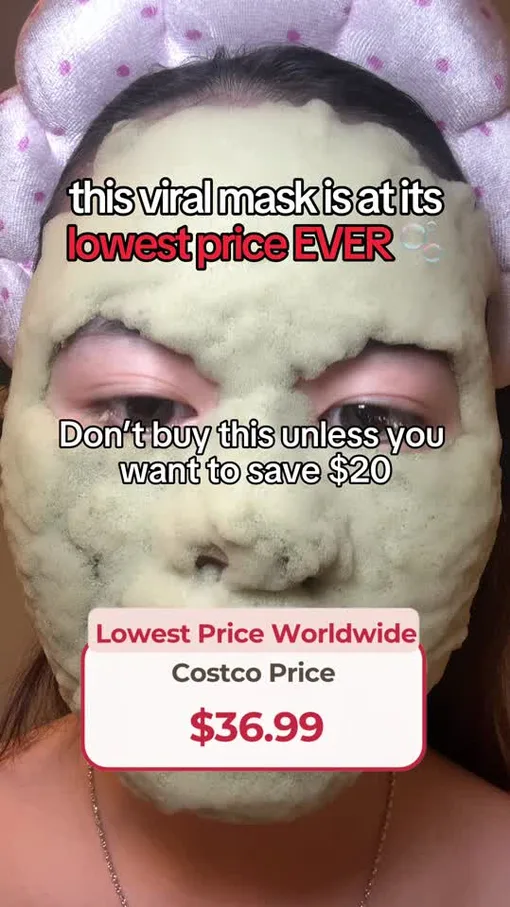 this viral mask is at its
lowest price EVER 🫧
Don't buy this unless you
want to save $20
Lowest Price Worldwide
Costco Price
$36.99